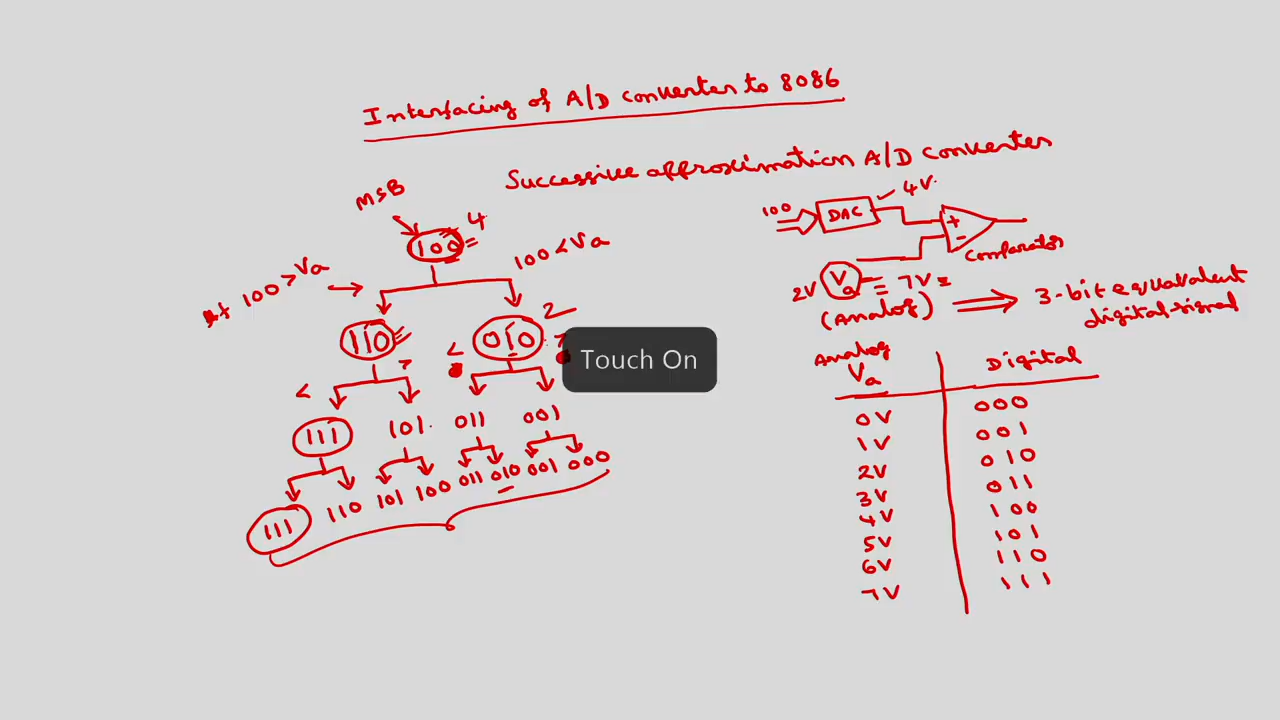 Interfacing of A/D converter to 8086
Successive approximation A/D converter
MSB
100 4
If 100 > Va
100 < Va
110
010 2
< >
< >
111 101 011 001
111 110 101 100 011 010 001 000
100 DAC 4V.
+
-
Comparator
2V Va = 7V
(Analog)
3-bit equavalent
digital signal
Touch On
Analog
Va Digital
0V 000
1V 001
2V 010
3V 011
4V 100
5V 101
6V 110
7V 111